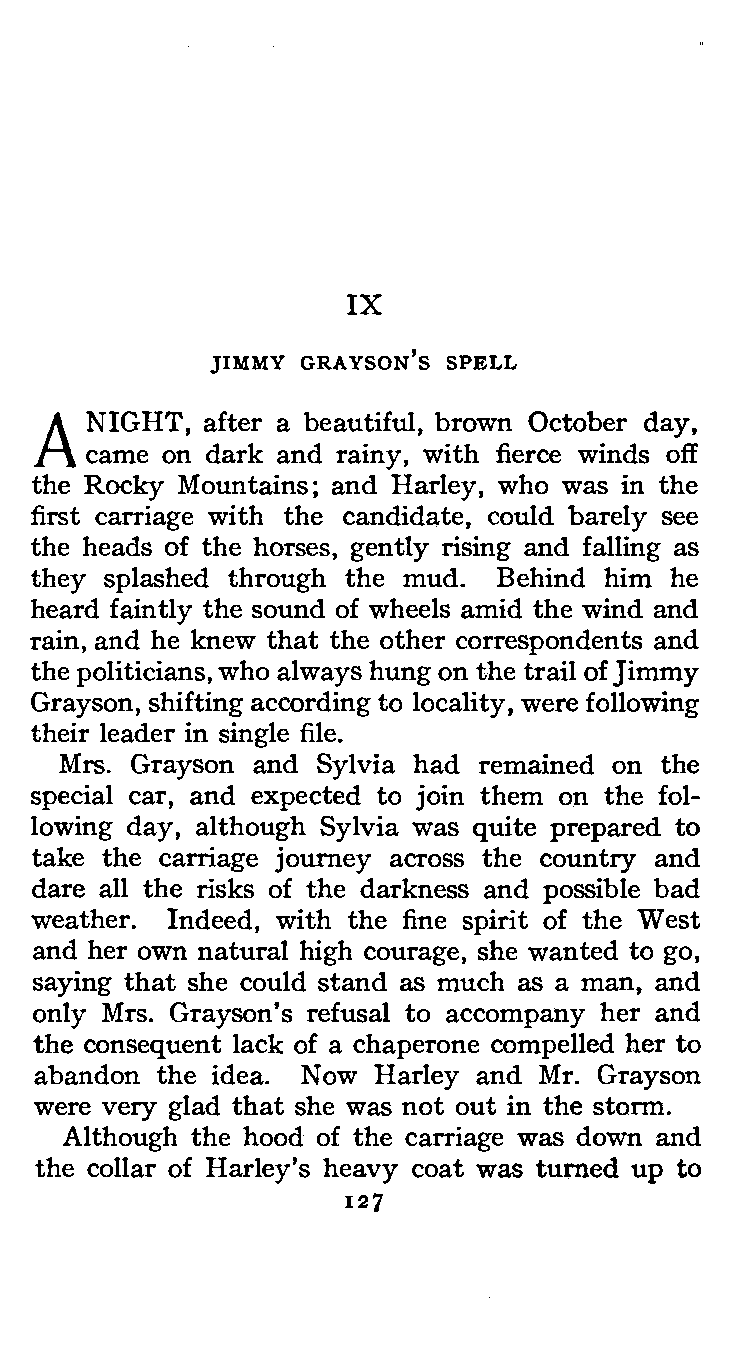 IX
JIMMY GRAYSON'S SPELL
A NIGHT, after a beautiful, brown October day,
came on dark and rainy, with fierce winds off
the Rocky Mountains; and Harley, who was in the
first carriage with the candidate, could barely see
the heads of the horses, gently rising and falling as
they splashed through the mud. Behind him he
heard faintly the sound of wheels amid the wind and
rain, and he knew that the other correspondents and
the politicians, who always hung on the trail of Jimmy
Grayson, shifting according to locality, were following
their leader in single file.
Mrs. Grayson and Sylvia had remained on the
special car, and expected to join them on the fol-
lowing day, although Sylvia was quite prepared to
take the carriage journey across the country and
dare all the risks of the darkness and possible bad
weather. Indeed, with the fine spirit of the West
and her own natural high courage, she wanted to go,
saying that she could stand as much as a man, and
only Mrs. Grayson's refusal to accompany her and
the consequent lack of a chaperone compelled her to
abandon the idea. Now Harley and Mr. Grayson
were very glad that she was not out in the storm.
Although the hood of the carriage was down and
the collar of Harley's heavy coat was turned up to
127